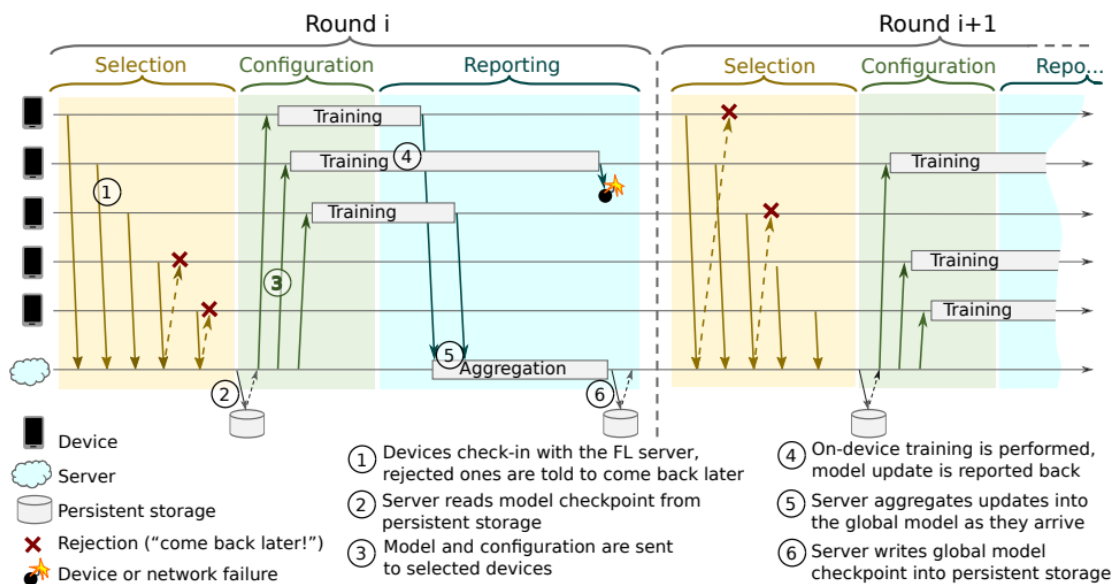 Round i
Round i+1
Selection
Configuration
Reporting
Selection
Configuration
Repo...
Training
Training
4
Training
Training
1
Training
3
Training
5
Aggregation
2
6
Device
Server
Persistent storage
Rejection (“come back later!”)
Device or network failure
1 Devices check-in with the FL server,
rejected ones are told to come back later
2 Server reads model checkpoint from
persistent storage
3 Model and configuration are sent
to selected devices
4 On-device training is performed,
model update is reported back
5 Server aggregates updates into
the global model as they arrive
6 Server writes global model
checkpoint into persistent storage